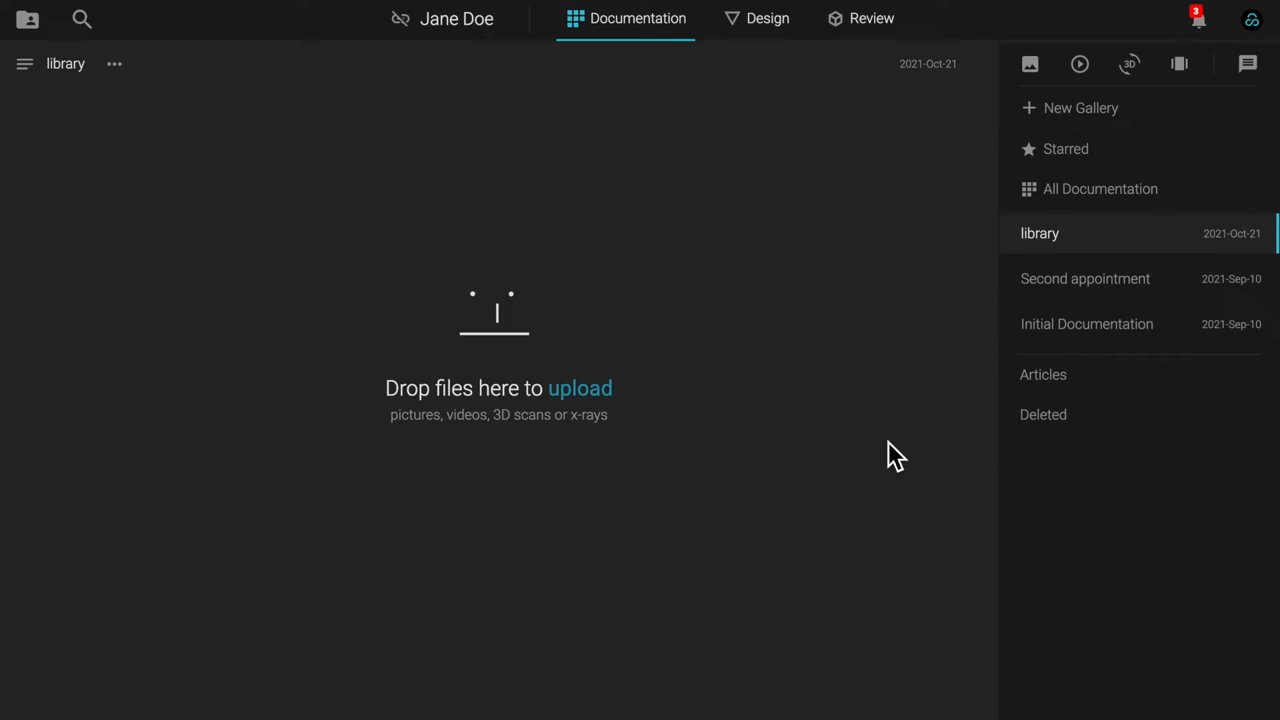 Jane Doe
Documentation
Design
Review
3
library
2021-Oct-21
3D
New Gallery
Starred
All Documentation
library 2021-Oct-21
Second appointment 2021-Sep-10
Initial Documentation 2021-Sep-10
Articles
Deleted
Drop files here to upload
pictures, videos, 3D scans or x-rays